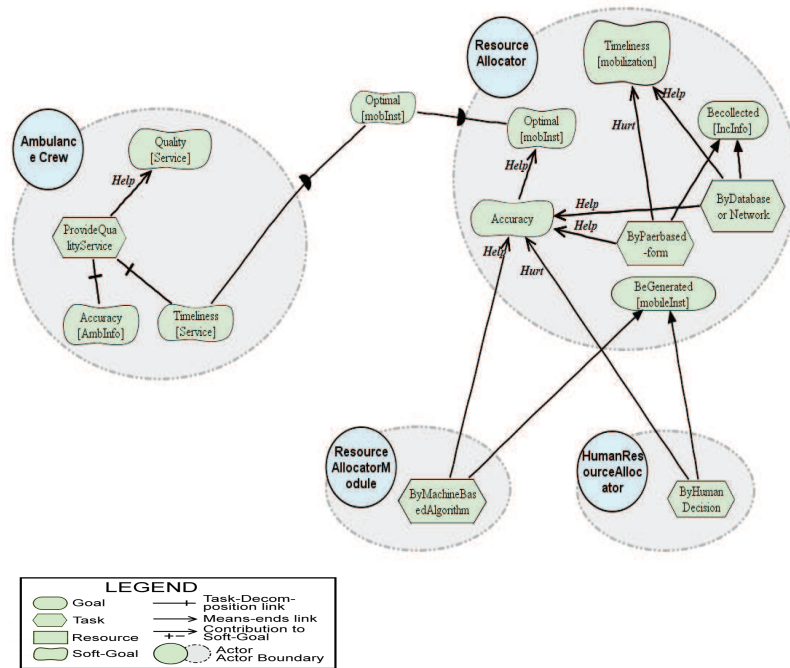 Resource
Allocator
Timeliness
[mobilization]
Help
Hurt
Optimal
[mobInst]
Optimal
[mobInst]
Becollected
[IncInfo]
Ambulanc
e Crew
Quality
[Service]
Help
Help
ByDatabase
or Network
Help
Accuracy
Help
ByPaerbased
-form
ProvideQua
lityService
Help
Hurt
BeGenerated
[mobileInst]
Accuracy
[AmbInfo]
Timeliness
[Service]
Resource
AllocatorM
odule
HumanRes
ourceAlloc
ator
ByMachineBas
edAlgorithm
ByHuman
Decision
LEGEND
Goal
Task
Resource
Soft-Goal
Task-Decom-
position link
Means-ends link
Contribution to
Soft-Goal
Actor
Actor Boundary